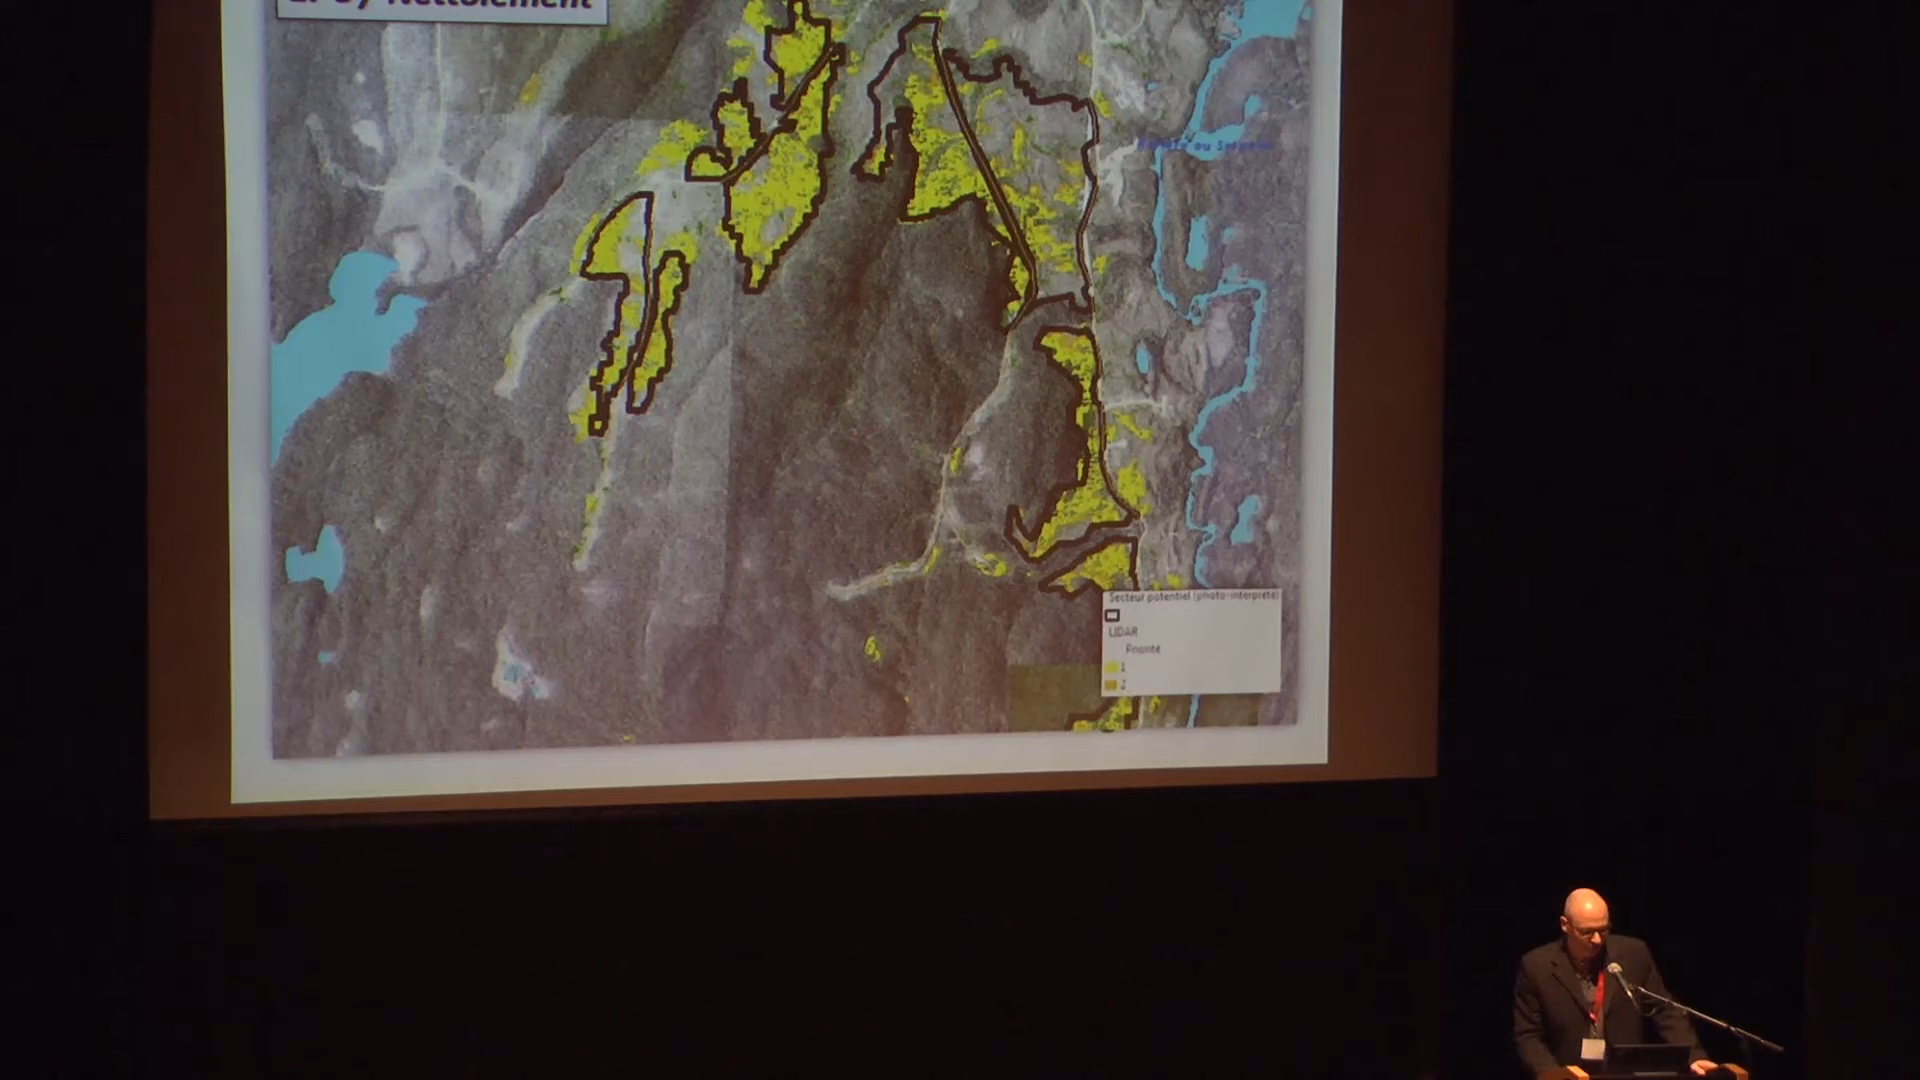 Nettoiement
Secteur potentiel (photo-interprété)
LIDAR
Priorité
1
2